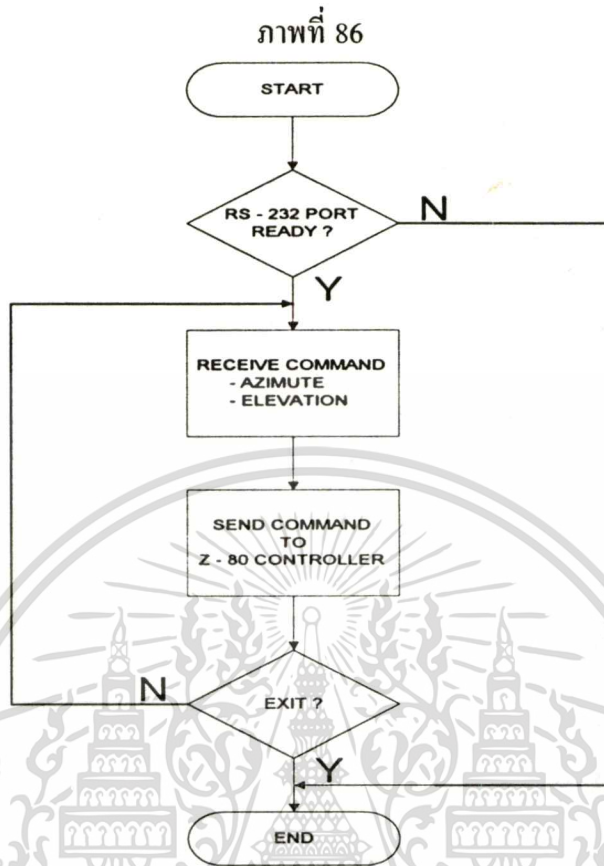 ภาพที่ 86
START
RS - 232 PORT
READY ?
N
Y
RECEIVE COMMAND
- AZIMUTE
- ELEVATION
SEND COMMAND
TO
Z - 80 CONTROLLER
N
EXIT ?
Y
END